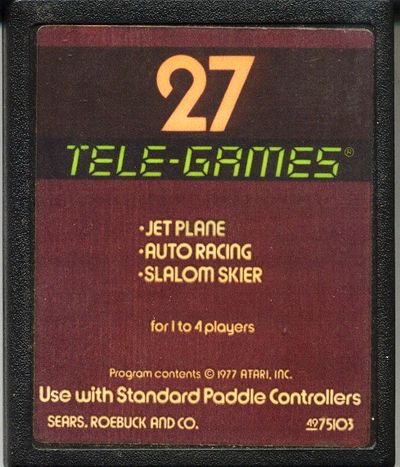 27
TELE-GAMES®
·JET PLANE
·AUTO RACING
·SLALOM SKIER
for 1 to 4 players
Program contents © 1977 ATARI, INC.
Use with Standard Paddle Controllers
SEARS, ROEBUCK AND CO. 49 75103